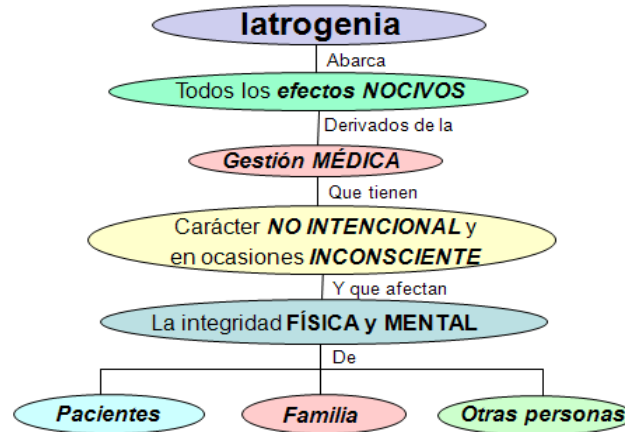 Iatrogenia
Abarca
Todos los efectos NOCIVOS
Derivados de la
Gestión MÉDICA
Que tienen
Carácter NO INTENCIONAL y
en ocasiones INCONSCIENTE
Y que afectan
La integridad FÍSICA y MENTAL
De
Pacientes
Familia
Otras personas